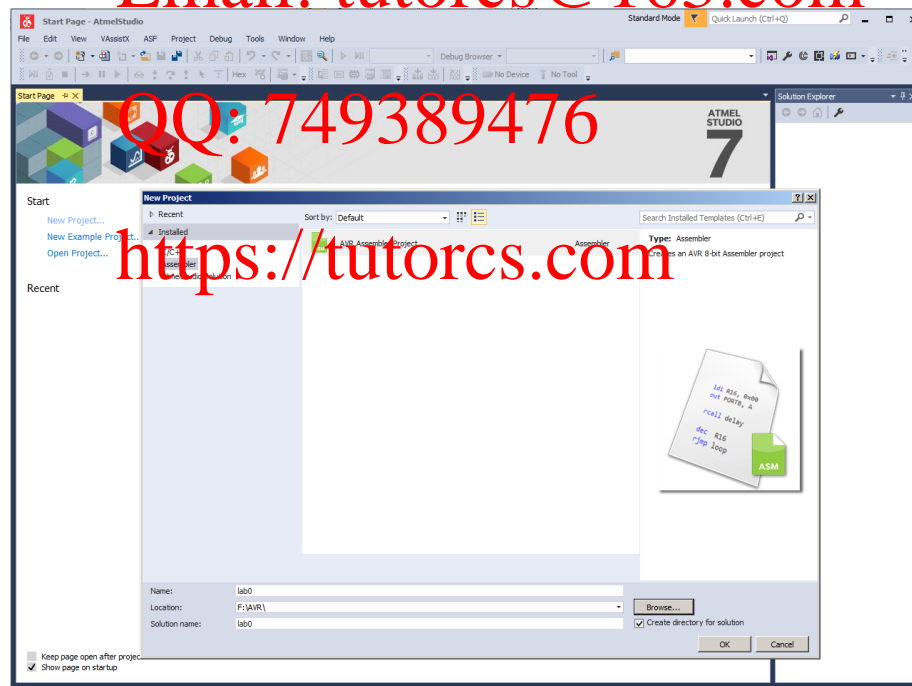 Email: tutorcs@163.com
Start Page - AtmelStudio
Standard Mode
Quick Launch (Ctrl+Q)
File Edit View VAssistX ASF Project Debug Tools Window Help
Debug Browser
Hex
No Device
No Tool
Start Page
Solution Explorer
QQ: 749389476
ATMEL
STUDIO
7
Start
New Project...
New Example Project...
Open Project...
Recent
New Project
Recent
Sort by: Default
Search Installed Templates (Ctrl+E)
Installed
AVR Assembler Project
Assembler
Type: Assembler
Creates an AVR 8-bit Assembler project
C/C++
Assembler
https://tutorcs.com
ldi R16, 0x00
out PORTB, A
rcall delay
dec R16
rjmp loop
ASM
Name: lab0
Location: F:\AVR\
Browse...
Solution name: lab0
Create directory for solution
OK Cancel
Keep page open after projec
Show page on startup